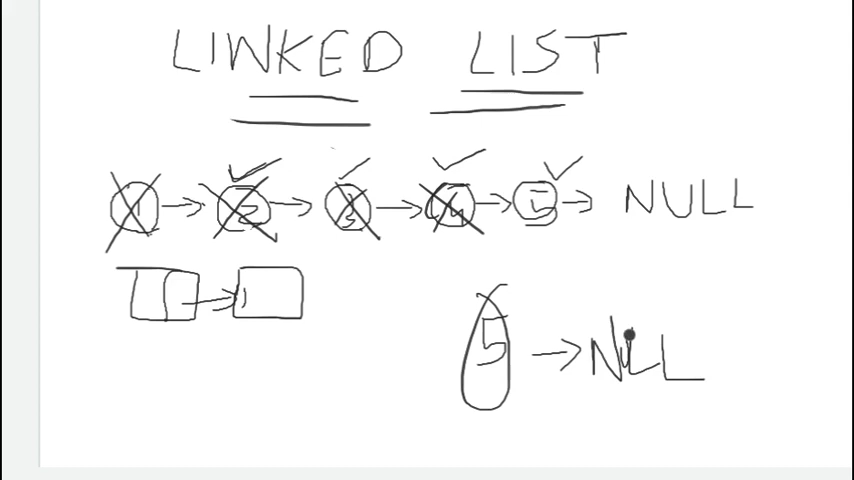 LINKED LIST
1 → 2 → 3 → 4 → 5 → NULL
5 → NULL